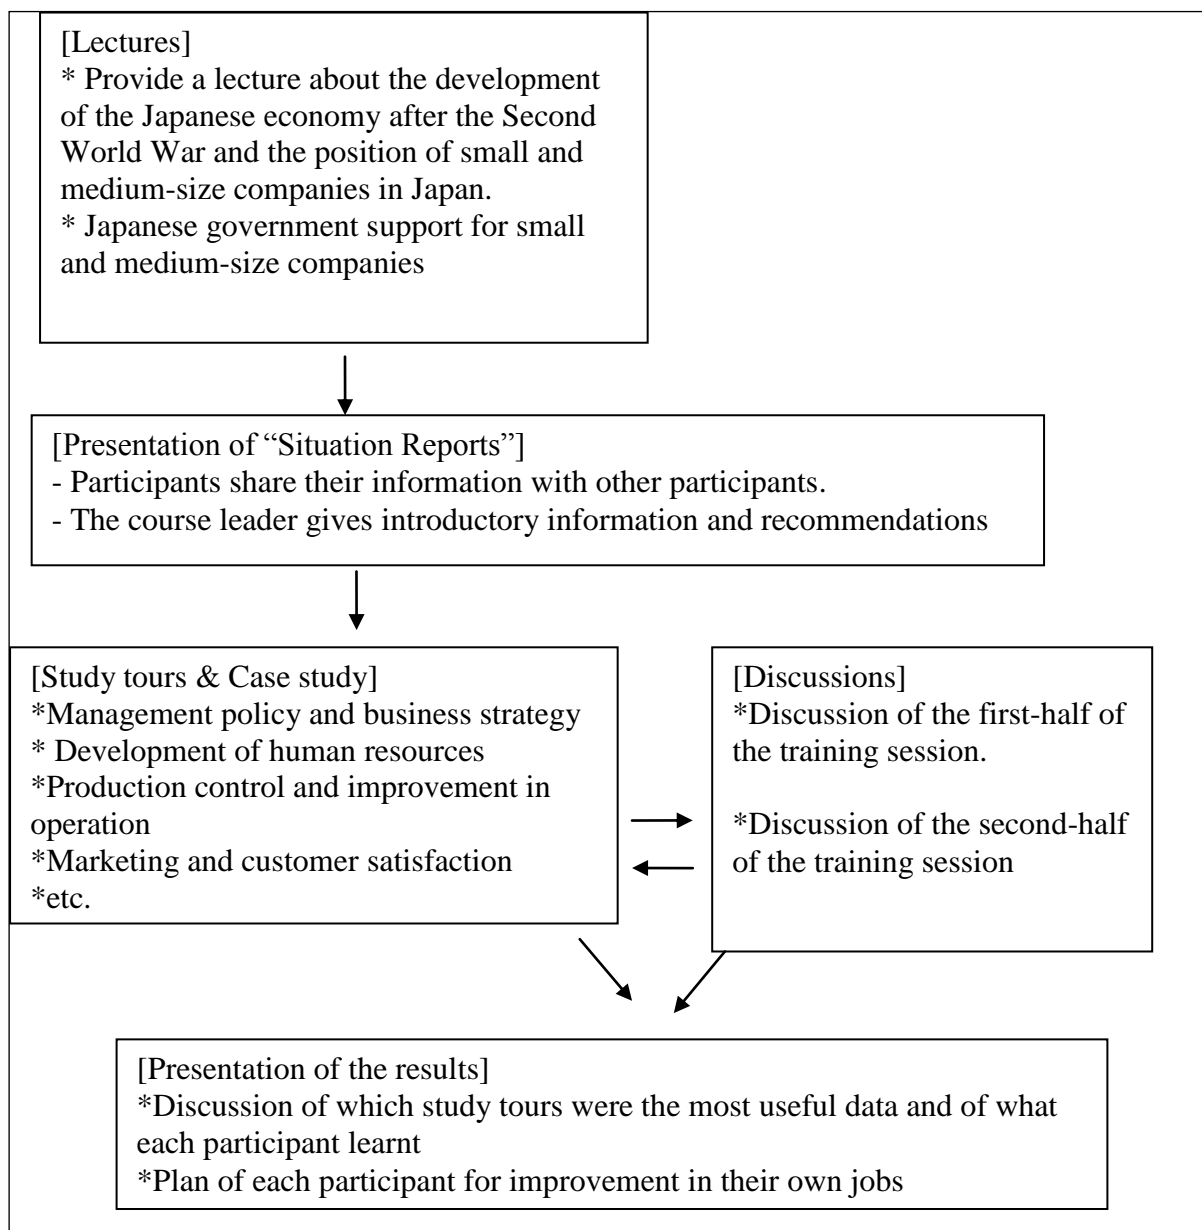 [Lectures]
* Provide a lecture about the development
of the Japanese economy after the Second
World War and the position of small and
medium-size companies in Japan.
* Japanese government support for small
and medium-size companies
[Presentation of “Situation Reports”]
- Participants share their information with other participants.
- The course leader gives introductory information and recommendations
[Study tours & Case study]
*Management policy and business strategy
* Development of human resources
*Production control and improvement in
operation
*Marketing and customer satisfaction
*etc.
[Discussions]
*Discussion of the first-half of
the training session.
*Discussion of the second-half
of the training session
[Presentation of the results]
*Discussion of which study tours were the most useful data and of what
each participant learnt
*Plan of each participant for improvement in their own jobs